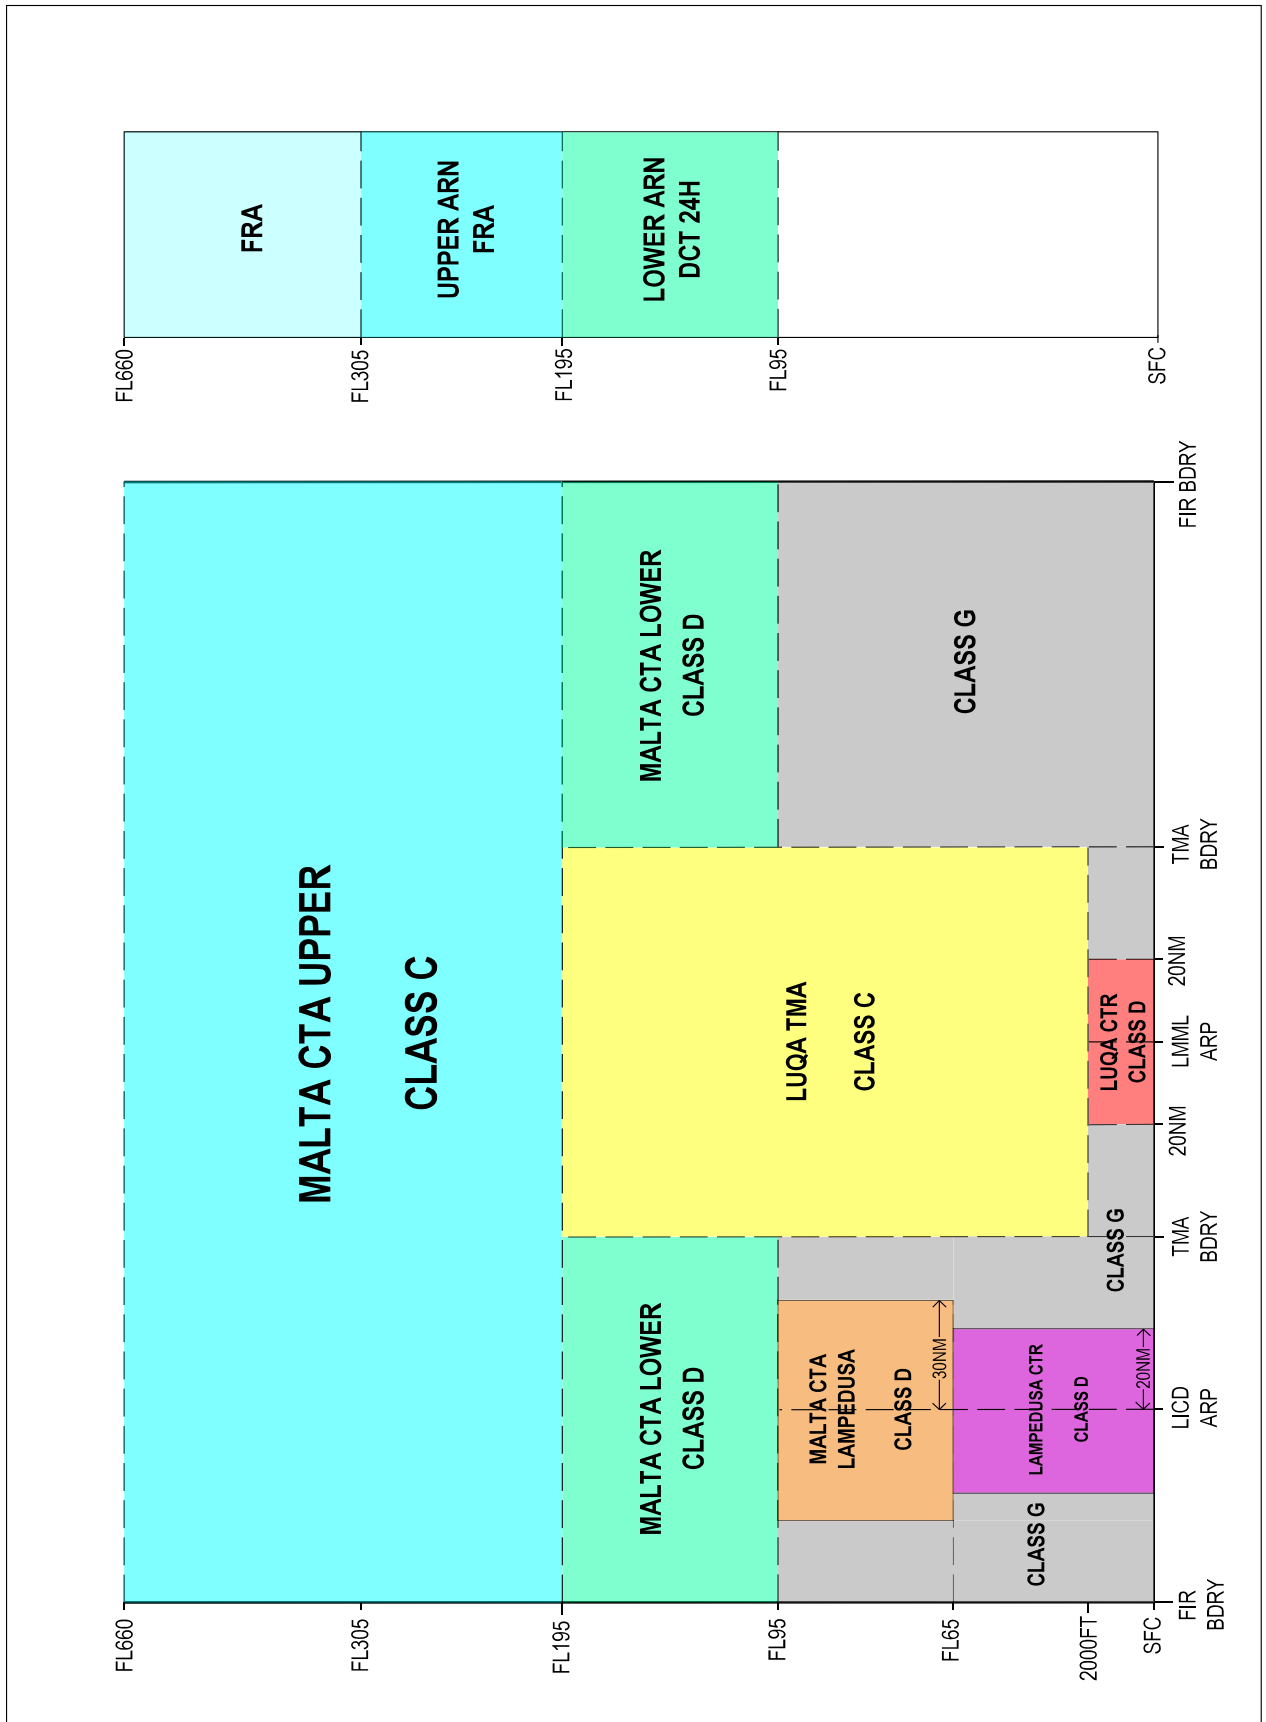 FL660
FL305
FL195
FL95
FL65
2000FT
SFC
MALTA CTA UPPER
CLASS C
MALTA CTA LOWER
CLASS D
LUQA TMA
CLASS C
MALTA CTA LOWER
CLASS D
MALTA CTA
LAMPEDUSA
CLASS D
30NM
LAMPEDUSA CTR
CLASS D
20NM
CLASS G
CLASS G
LUQA CTR
CLASS D
CLASS G
FIR
BDRY
LICD
ARP
TMA
BDRY
20NM
LMML
ARP
20NM
TMA
BDRY
FIR BDRY
FL660
FL305
FL195
FL95
SFC
FRA
UPPER ARN
FRA
LOWER ARN
DCT 24H